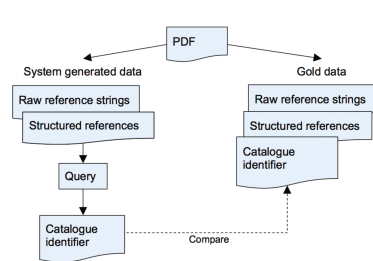 PDF
System generated data
Gold data
Raw reference strings
Structured references
Query
Catalogue
identifier
Raw reference strings
Structured references
Catalogue
identifier
Compare